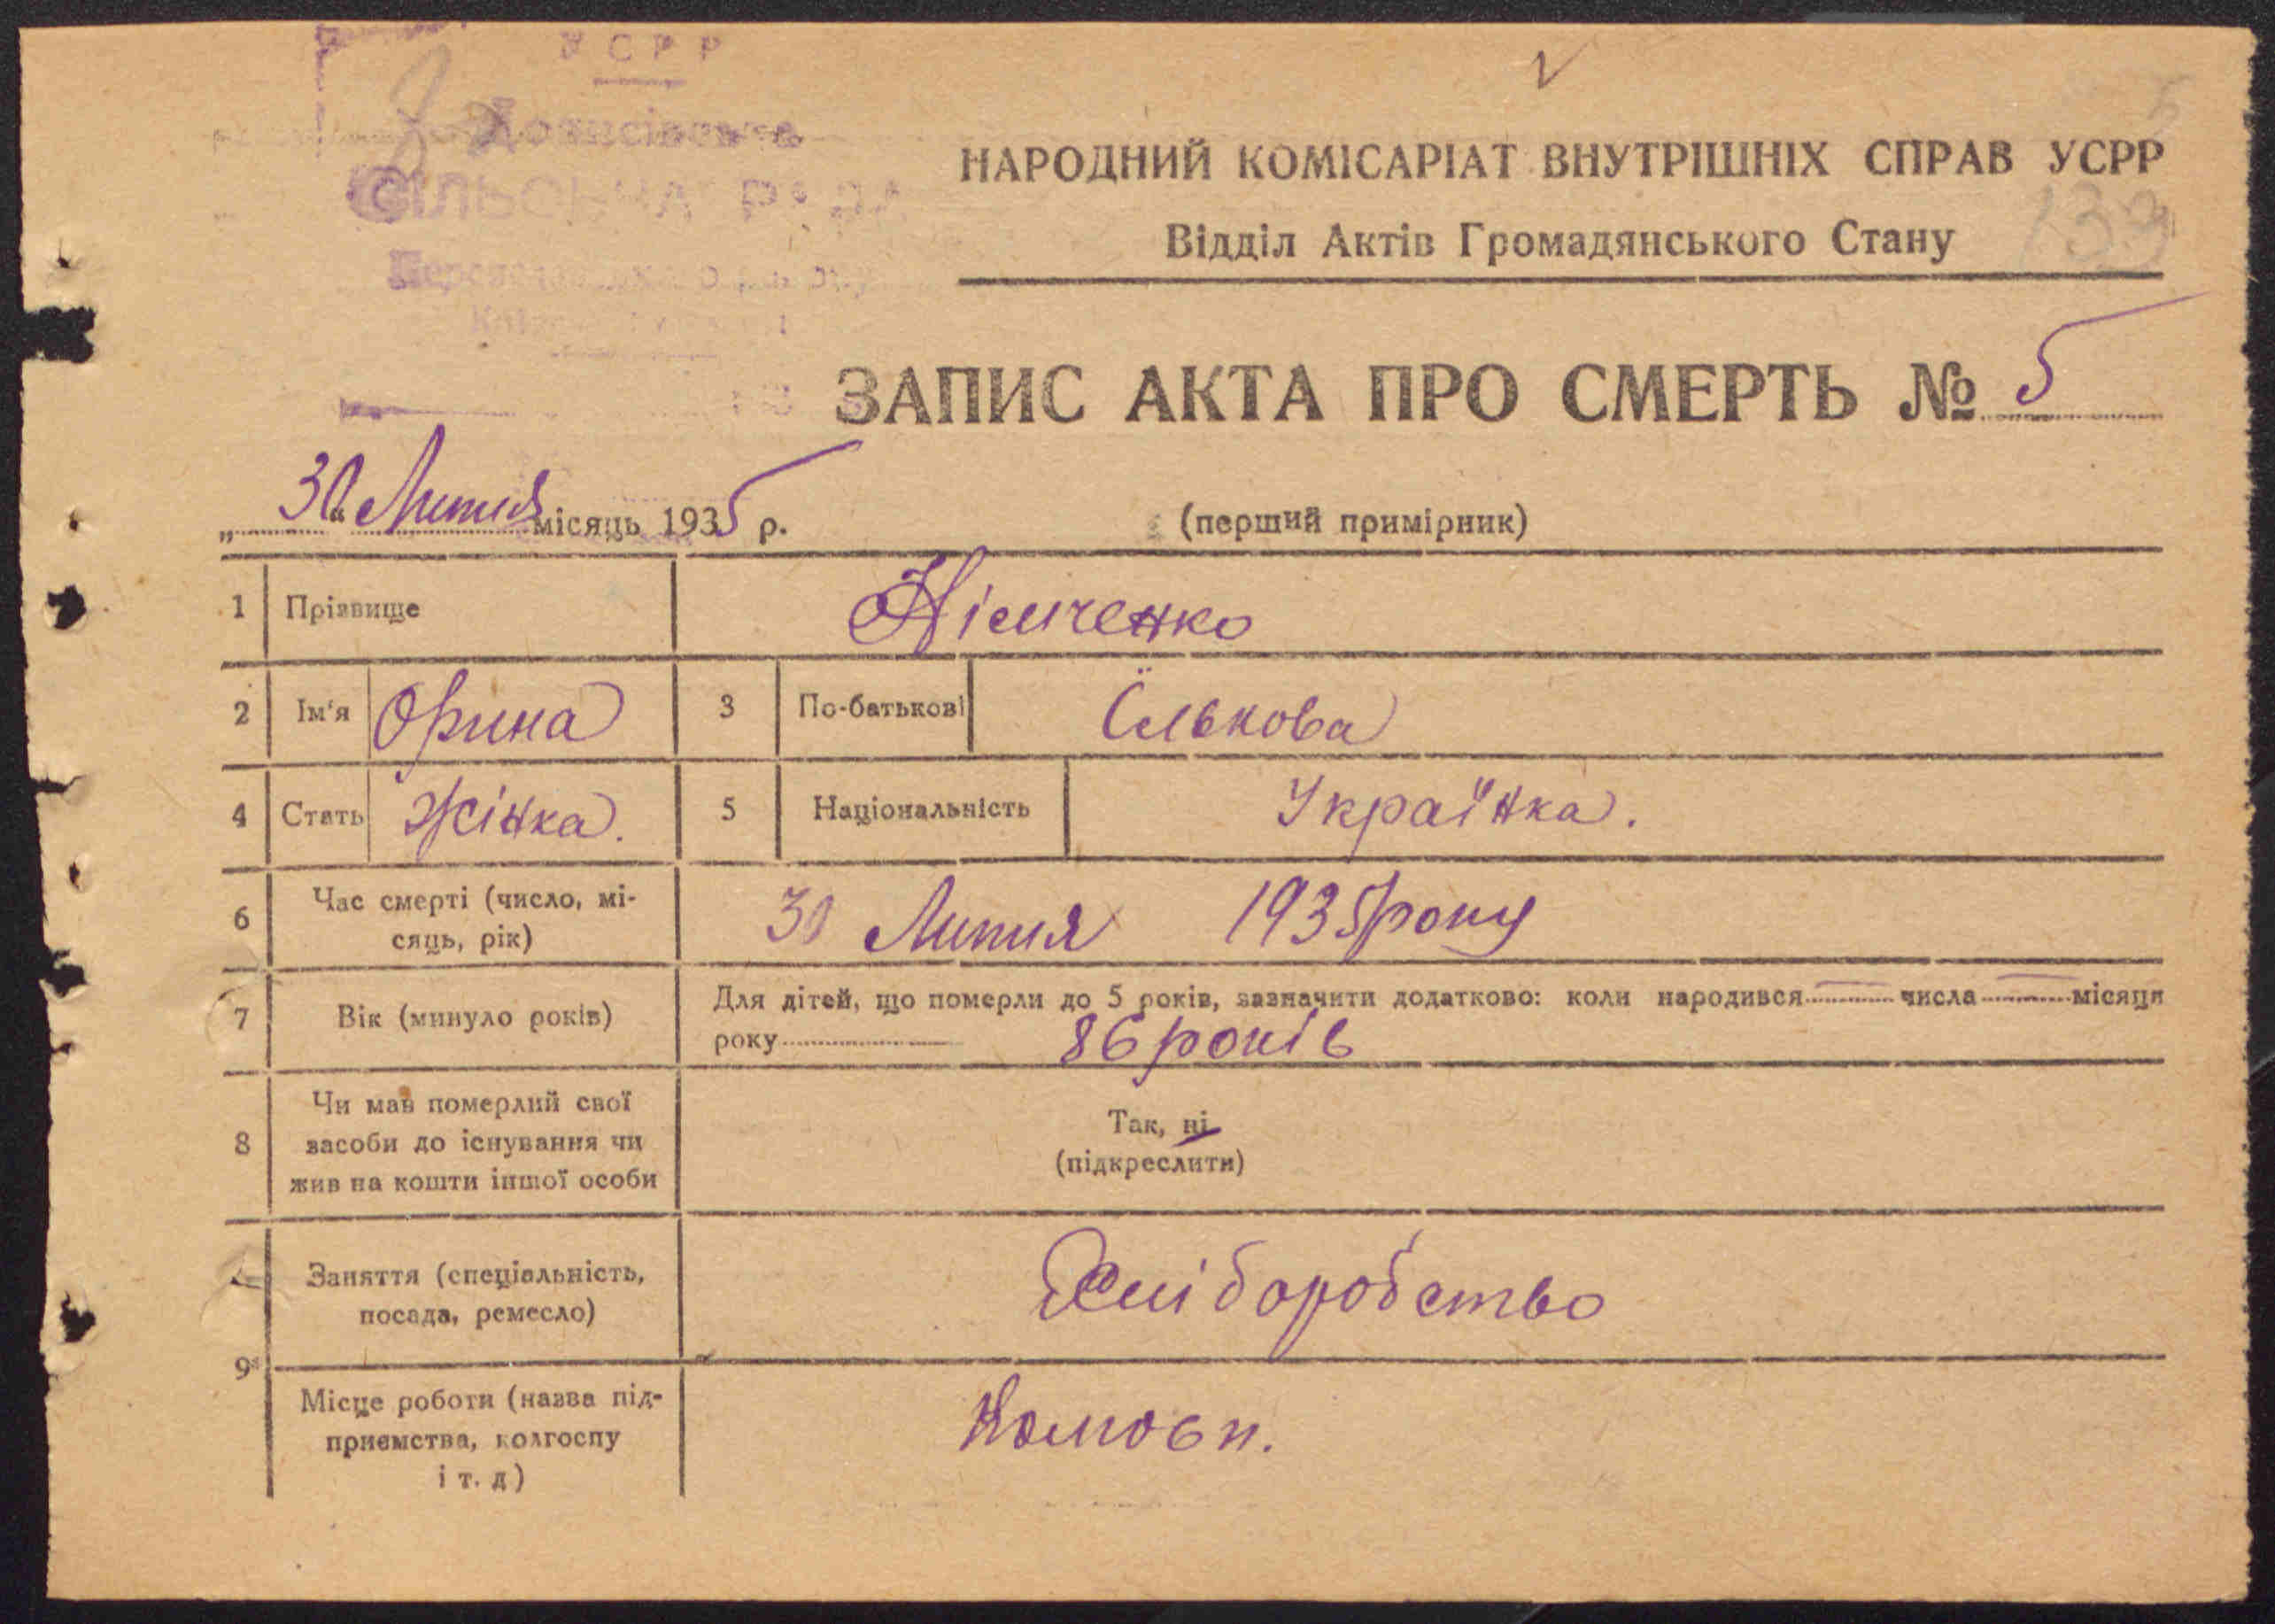 УСРР
СІЛЬСЬКА РАДА
НАРОДНИЙ КОМІСАРІАТ ВНУТРІШНІХ СПРАВ УСРР
133
Відділ Актів Громадянського Стану
ЗАПИС АКТА ПРО СМЕРТЬ № 5
„30“ Липня місяць 1935 р.
(перший примірник)
1 Прізвище Німченко
2 Ім'я Орина 3 По-батькові
4 Стать Жінка. 5 Національність Українка.
6 Час смерті (число, мі-
сяць, рік) 30 Липня 1935 року
7 Вік (минуло років) Для дітей, що померли до 5 років, зазначити додатково: коли народився — числа — місяця
року 86 років
8 Чи мав померлий свої
засоби до існування чи
жив на кошти іншої особи
Так, ні
(підкреслити)
9 Заняття (спеціальність,
посада, ремесло) Хліборобство
Місце роботи (назва під-
приємства, колгоспу
і т. д)